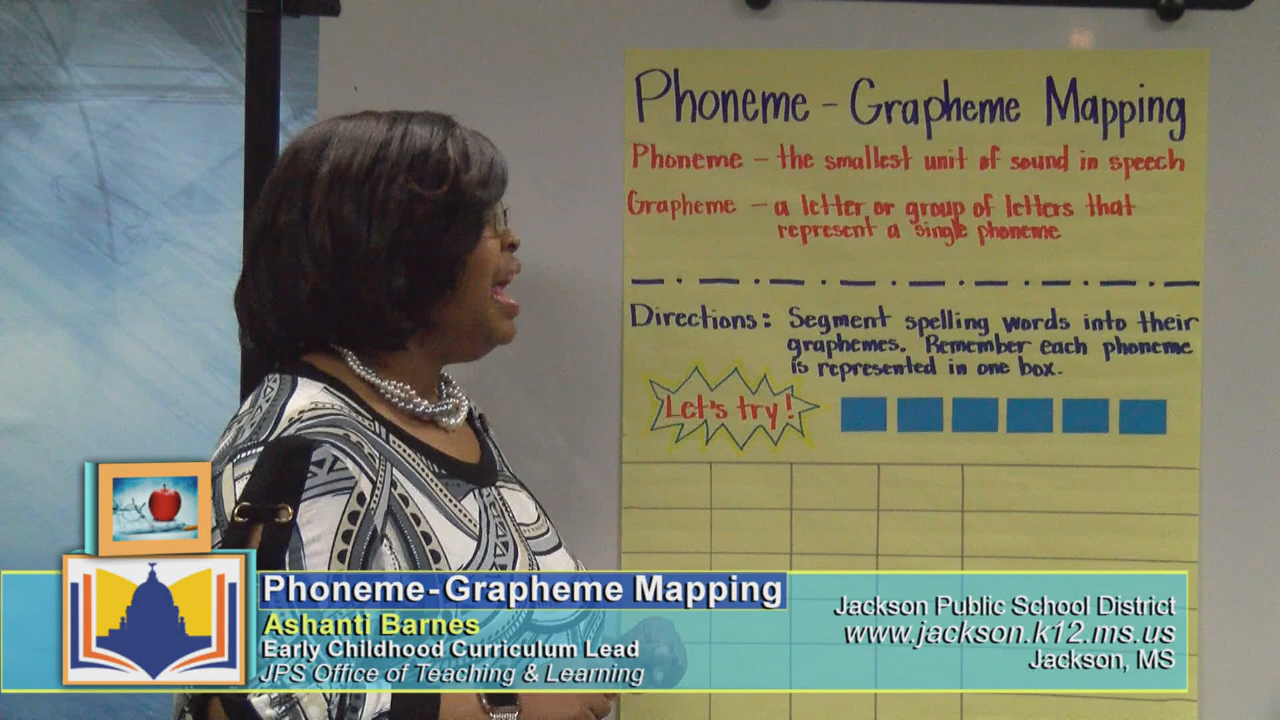 Phoneme - Grapheme Mapping
Phoneme - the smallest unit of sound in speech
Grapheme - a letter or group of letters that
represent a single phoneme
Directions: Segment spelling words into their
graphemes. Remember each phoneme
is represented in one box.
Let's try!
Phoneme-Grapheme Mapping
Ashanti Barnes
Early Childhood Curriculum Lead
JPS Office of Teaching & Learning
Jackson Public School District
www.jackson.k12.ms.us
Jackson, MS